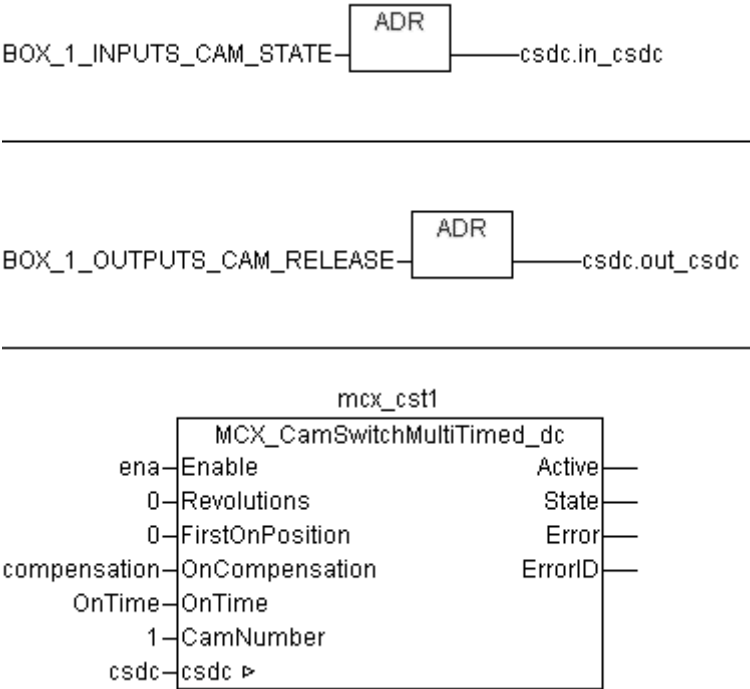 ADR
BOX_1_INPUTS_CAM_STATE csdc.in_csdc
ADR
BOX_1_OUTPUTS_CAM_RELEASE csdc.out_csdc
mcx_cst1
MCX_CamSwitchMultiTimed_dc
ena Enable Active
0 Revolutions State
0 FirstOnPosition Error
compensation OnCompensation ErrorID
OnTime OnTime
1 CamNumber
csdc csdc ▹